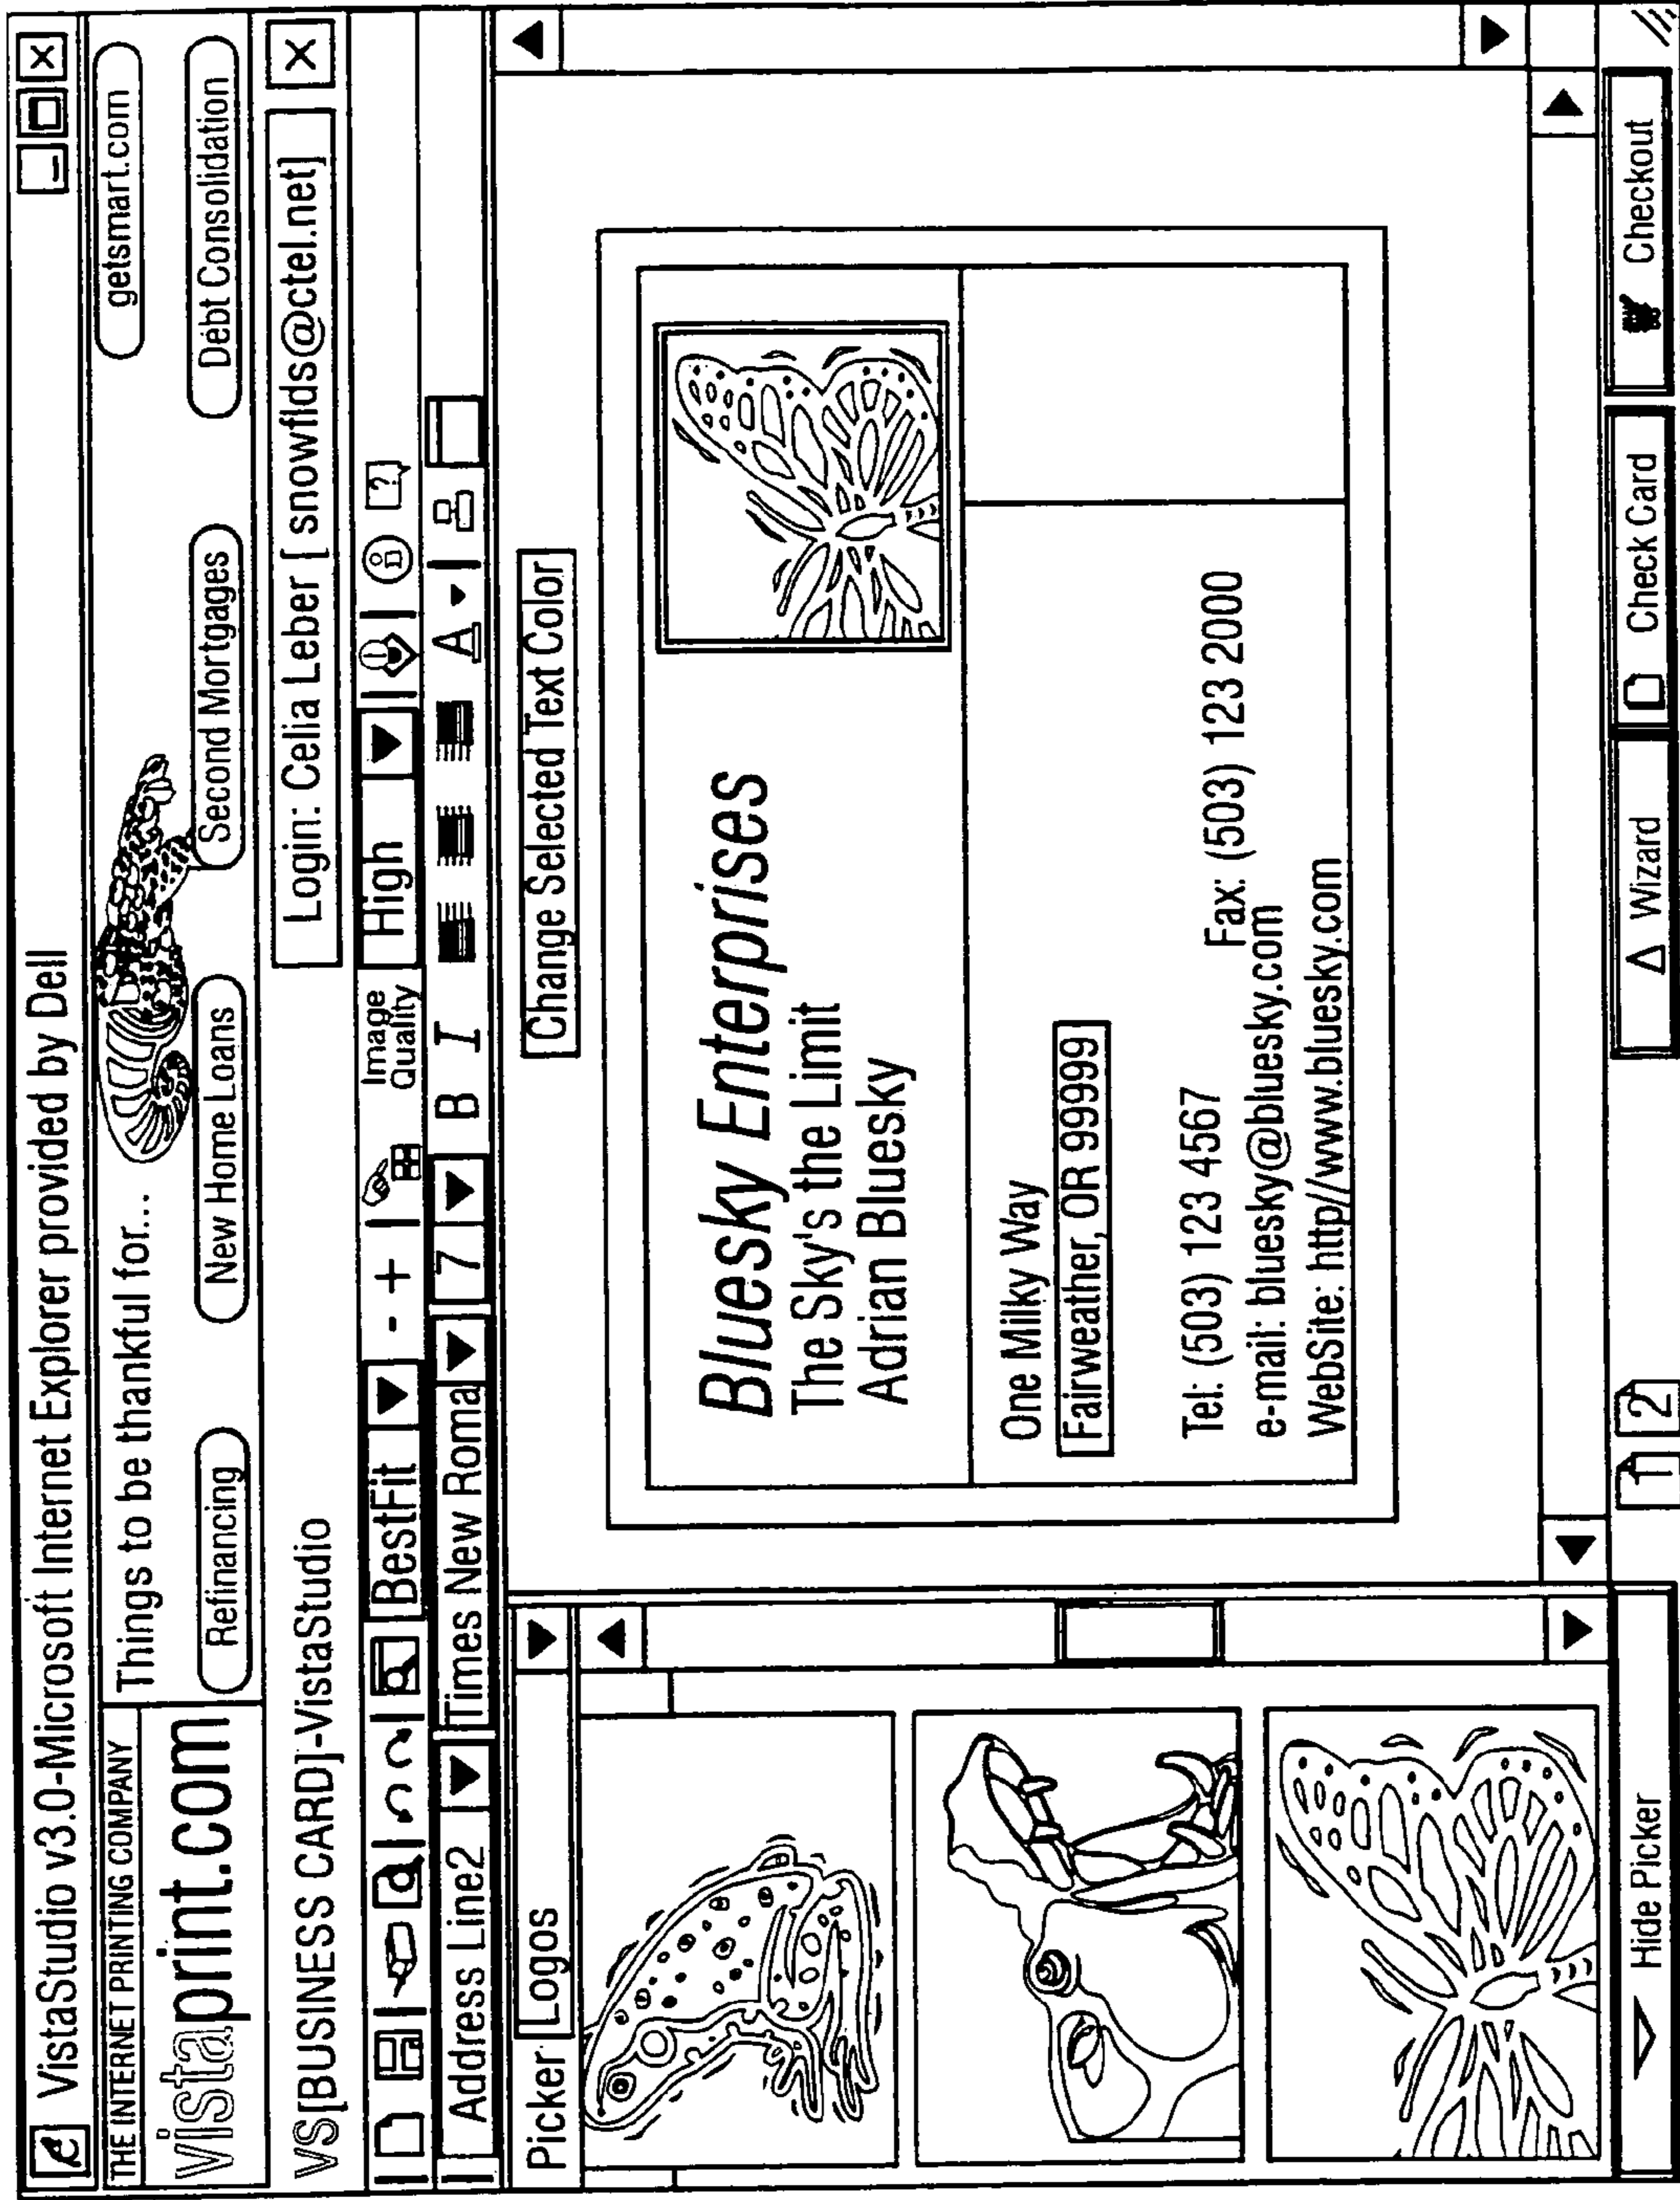 VistaStudio v3.0-Microsoft Internet Explorer provided by Dell
THE INTERNET PRINTING COMPANY
vistaprint.com
Things to be thankful for...
getsmart.com
Refinancing
New Home Loans
Second Mortgages
Debt Consolidation
VS[BUSINESS CARD]-VistaStudio
Login: Celia Leber [ snowflds@ctel.net]
BestFit - + Image Quality High
Address Line2 Times New Roma 7 B I A
Picker Logos
Change Selected Text Color
Bluesky Enterprises
The Sky's the Limit
Adrian Bluesky
One Milky Way
Fairweather, OR 99999
Tel: (503) 123 4567 Fax: (503) 123 2000
e-mail: bluesky@bluesky.com
WebSite: http//www.bluesky.com
Hide Picker 1 2 Wizard Check Card Checkout